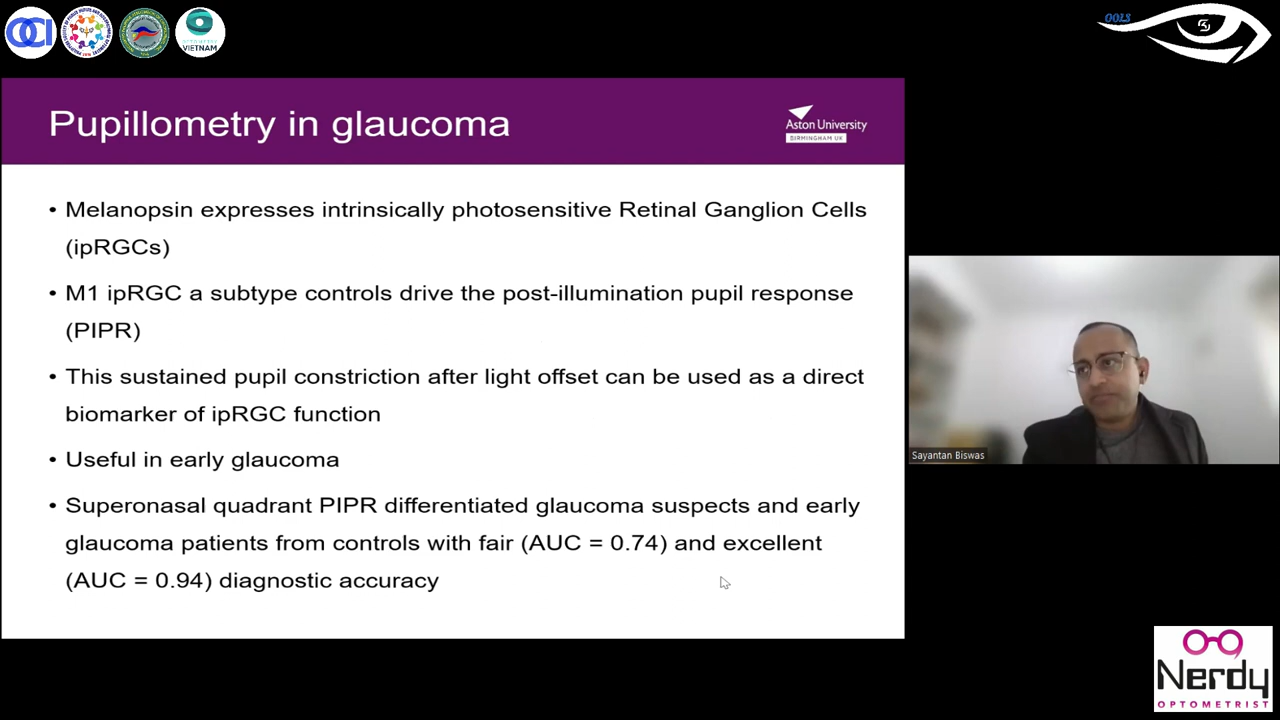 OCI
OPTOMETRY
VIETNAM
OOLS
Pupillometry in glaucoma
Aston University
BIRMINGHAM UK
• Melanopsin expresses intrinsically photosensitive Retinal Ganglion Cells
(ipRGCs)
• M1 ipRGC a subtype controls drive the post-illumination pupil response
(PIPR)
• This sustained pupil constriction after light offset can be used as a direct
biomarker of ipRGC function
• Useful in early glaucoma
• Superonasal quadrant PIPR differentiated glaucoma suspects and early
glaucoma patients from controls with fair (AUC = 0.74) and excellent
(AUC = 0.94) diagnostic accuracy
Sayantan Biswas
Nerdy
OPTOMETRIST